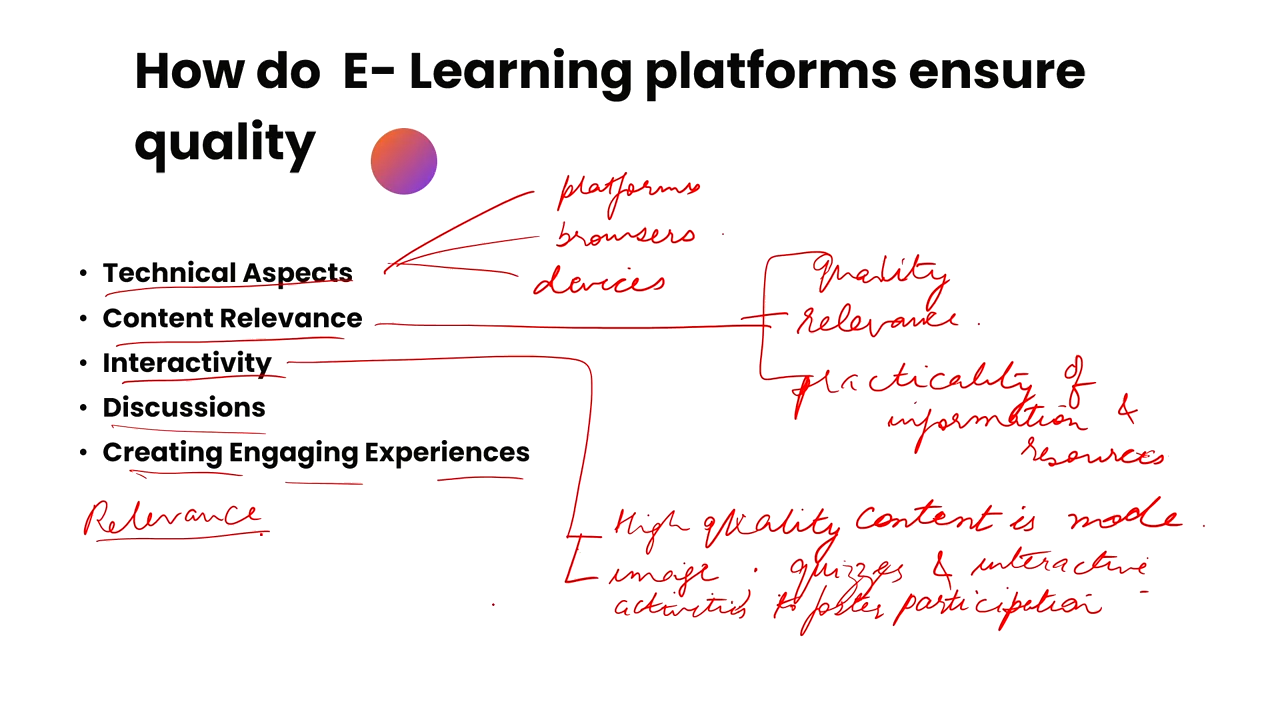 How do E- Learning platforms ensure
quality
• Technical Aspects
platforms
browsers
devices
• Content Relevance
quality
relevance.
practicality of
information &
resources
• Interactivity
High quality content is made
image . quizzes & interactive
activities to foster participation
• Discussions
• Creating Engaging Experiences
Relevance